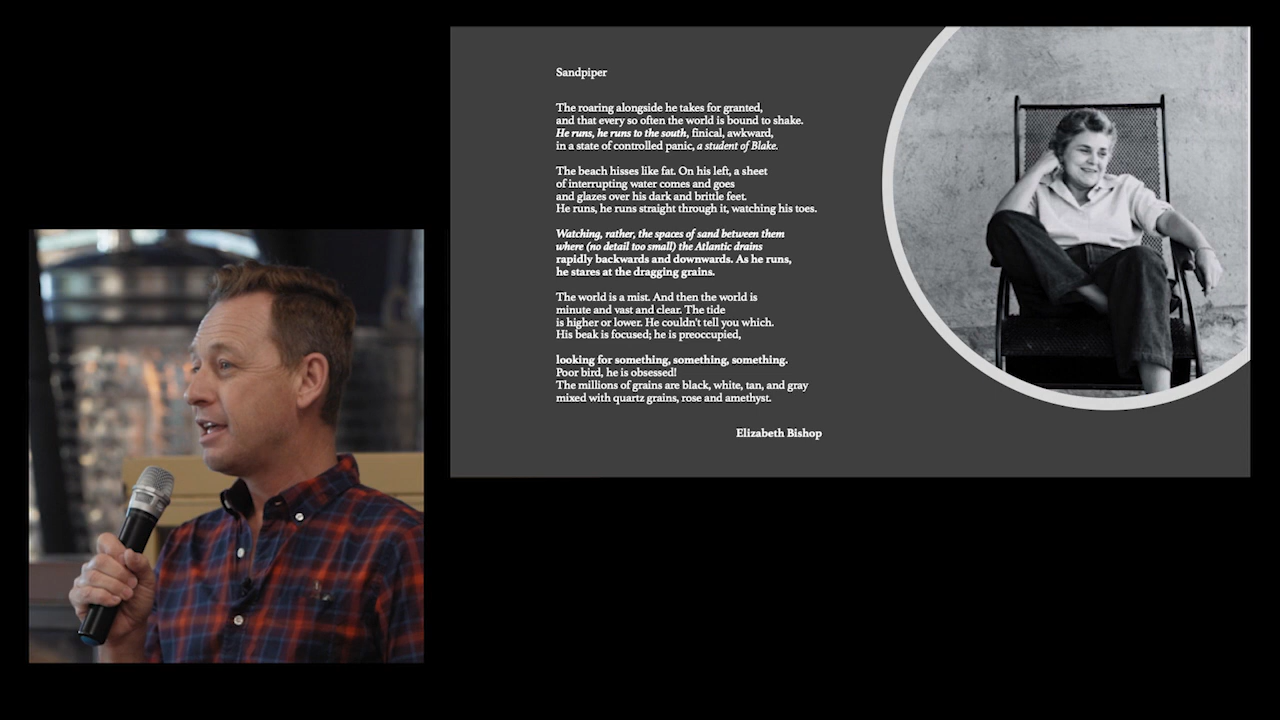 Sandpiper
The roaring alongside he takes for granted,
and that every so often the world is bound to shake.
He runs, he runs to the south, finical, awkward,
in a state of controlled panic, a student of Blake.
The beach hisses like fat. On his left, a sheet
of interrupting water comes and goes
and glazes over his dark and brittle feet.
He runs, he runs straight through it, watching his toes.
Watching, rather, the spaces of sand between them
where (no detail too small) the Atlantic drains
rapidly backwards and downwards. As he runs,
he stares at the dragging grains.
The world is a mist. And then the world is
minute and vast and clear. The tide
is higher or lower. He couldn't tell you which.
His beak is focused; he is preoccupied,
looking for something, something, something.
Poor bird, he is obsessed!
The millions of grains are black, white, tan, and gray
mixed with quartz grains, rose and amethyst.
Elizabeth Bishop